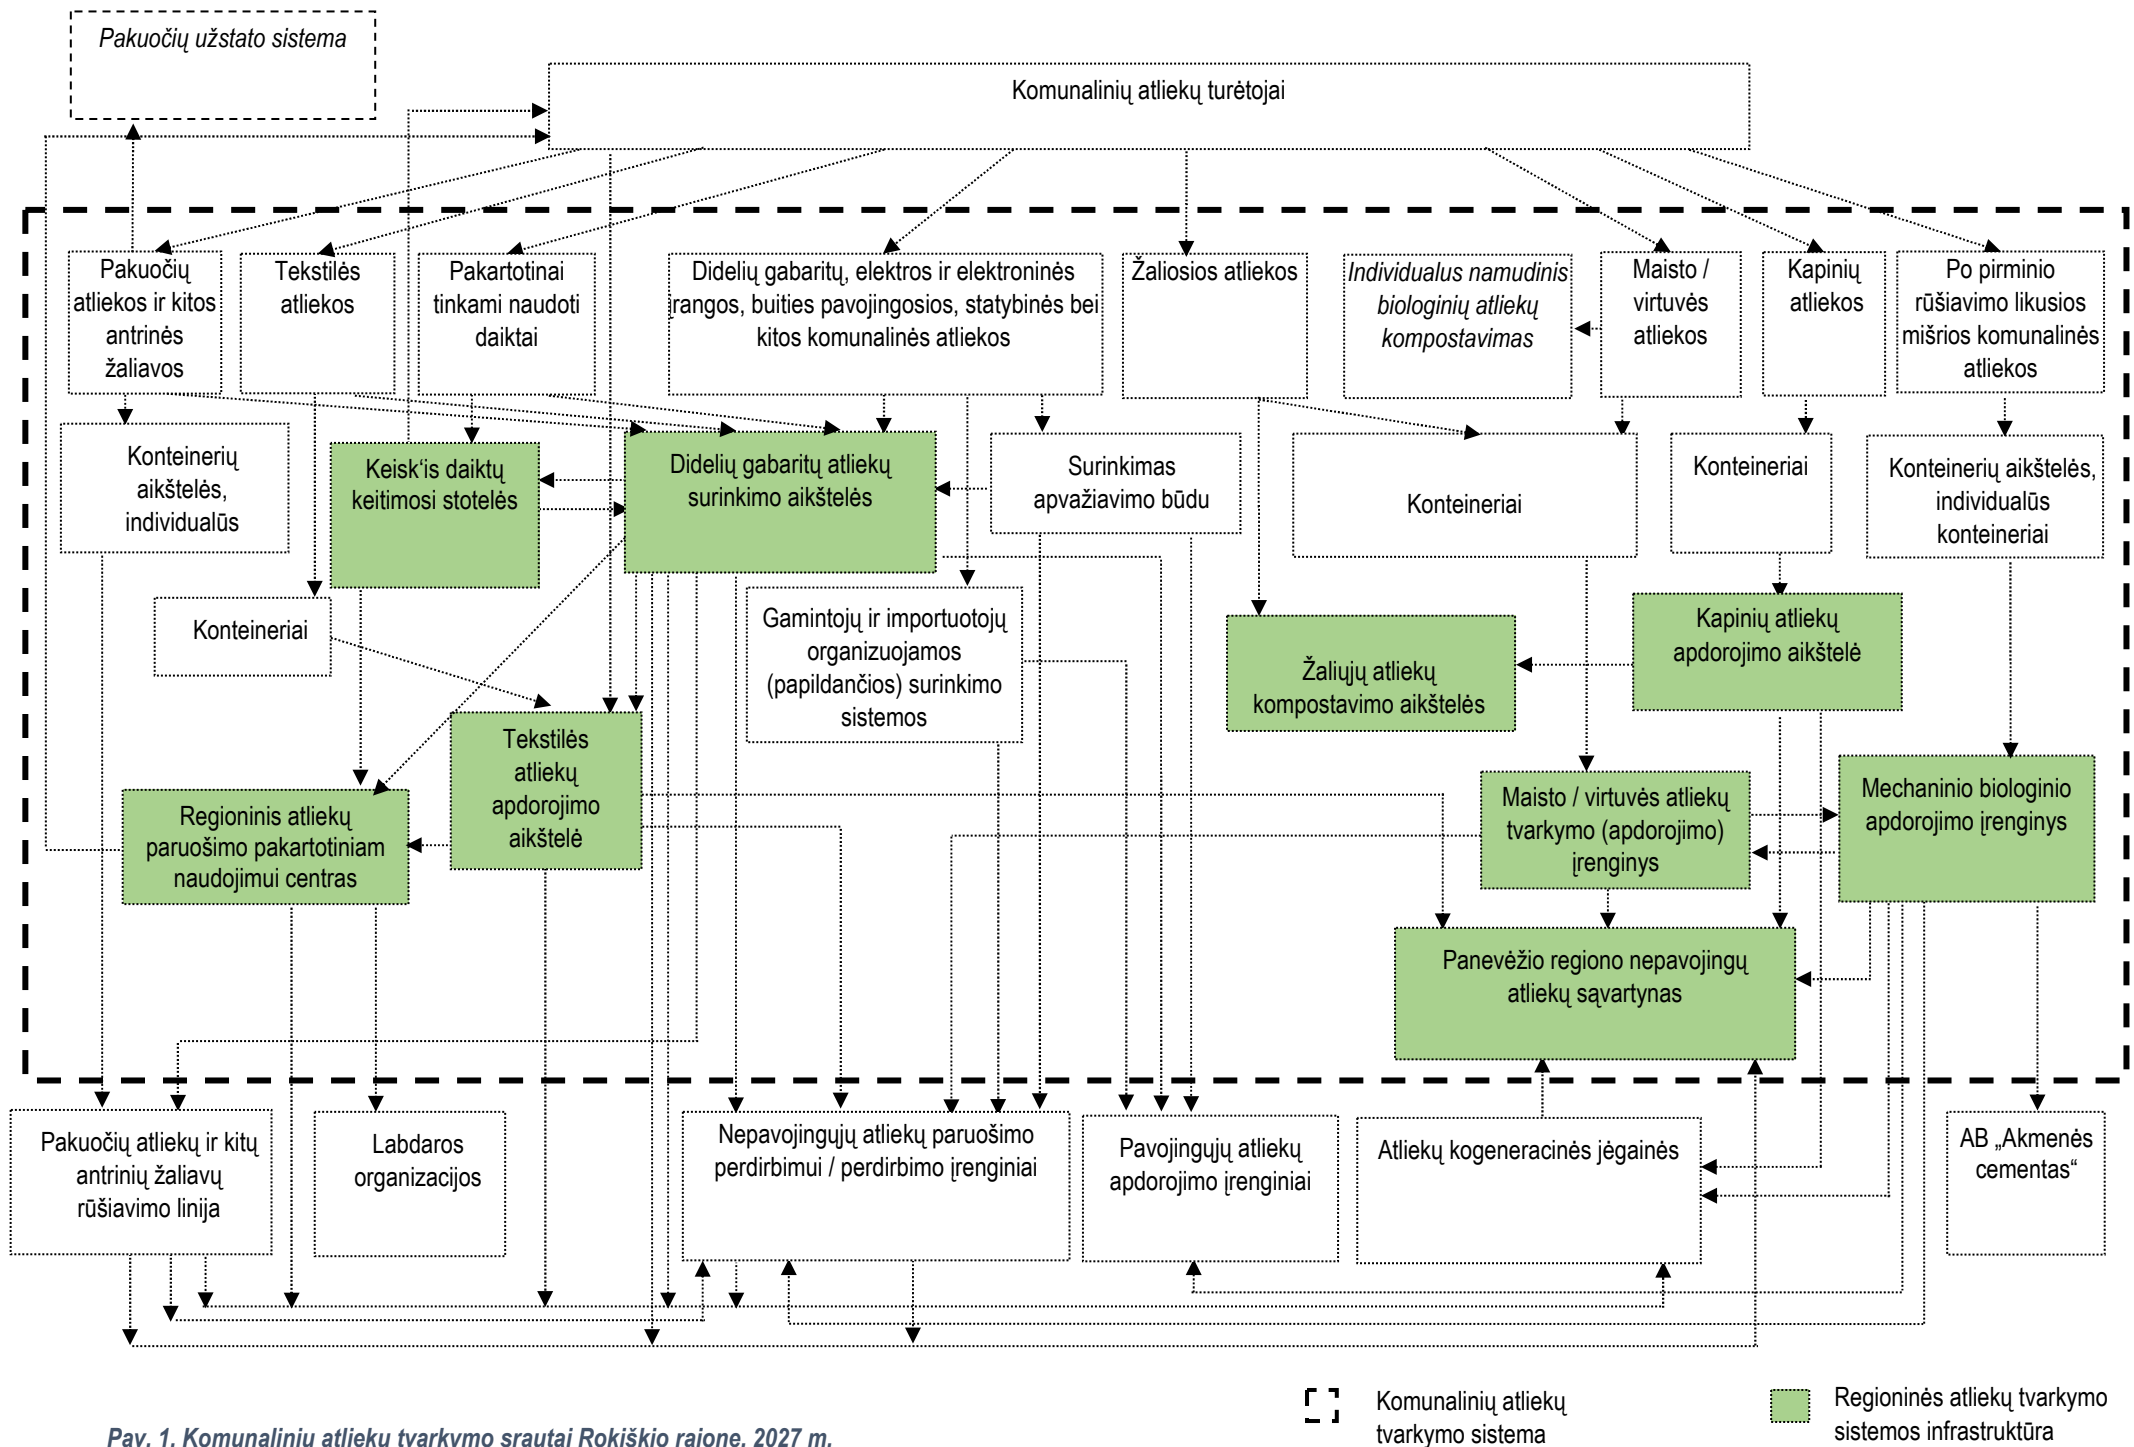 Pakuočių užstato sistema
Komunalinių atliekų turėtojai
Pakuočių
atliekos ir kitos
antrinės
žaliavos
Tekstilės
atliekos
Pakartotinai
tinkami naudoti
daiktai
Didelių gabaritų, elektros ir elektroninės
įrangos, buities pavojingosios, statybinės bei
kitos komunalinės atliekos
Žaliosios atliekos
Individualus namudinis
biologinių atliekų
kompostavimas
Maisto /
virtuvės
atliekos
Kapinių
atliekos
Po pirminio
rūšiavimo likusios
mišrios komunalinės
atliekos
Konteinerių
aikštelės,
individualūs
Keisk‘is daiktų
keitimosi stotelės
Didelių gabaritų atliekų
surinkimo aikštelės
Surinkimas
apvažiavimo būdu
Konteineriai
Konteineriai
Konteinerių aikštelės,
individualūs
konteineriai
Konteineriai
Gamintojų ir importuotojų
organizuojamos
(papildančios) surinkimo
sistemos
Žaliųjų atliekų
kompostavimo aikštelės
Kapinių atliekų
apdorojimo aikštelė
Tekstilės
atliekų
apdorojimo
aikštelė
Regioninis atliekų
paruošimo pakartotiniam
naudojimui centras
Maisto / virtuvės atliekų
tvarkymo (apdorojimo)
įrenginys
Mechaninio biologinio
apdorojimo įrenginys
Panevėžio regiono nepavojingų
atliekų sąvartynas
Pakuočių atliekų ir kitų
antrinių žaliavų
rūšiavimo linija
Labdaros
organizacijos
Nepavojingųjų atliekų paruošimo
perdirbimui / perdirbimo įrenginiai
Pavojingųjų atliekų
apdorojimo įrenginiai
Atliekų kogeneracinės jėgainės
AB „Akmenės
cementas“
Komunalinių atliekų
tvarkymo sistema
Regioninės atliekų tvarkymo
sistemos infrastruktūra
Pav. 1. Komunalinių atliekų tvarkymo srautai Rokiškio rajone, 2027 m.